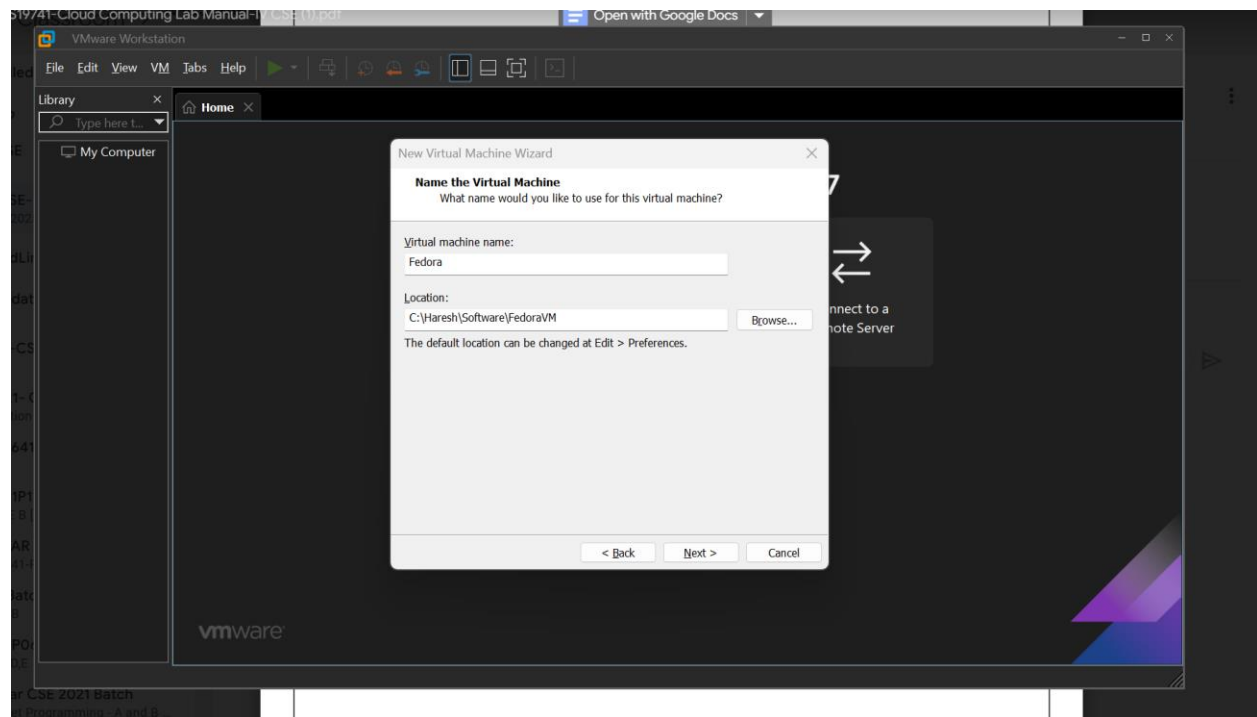 S19741-Cloud Computing Lab Manual-IV CSE (1).pdf
Open with Google Docs
VMware Workstation
File Edit View VM Tabs Help
Library
Type here t...
My Computer
Home
New Virtual Machine Wizard
Name the Virtual Machine
What name would you like to use for this virtual machine?
Virtual machine name:
Fedora
Location:
C:\Haresh\Software\FedoraVM
Browse...
The default location can be changed at Edit > Preferences.
< Back Next > Cancel
7
nnect to a
note Server
vmware
ar CSE 2021 Batch
et Programming - A and B